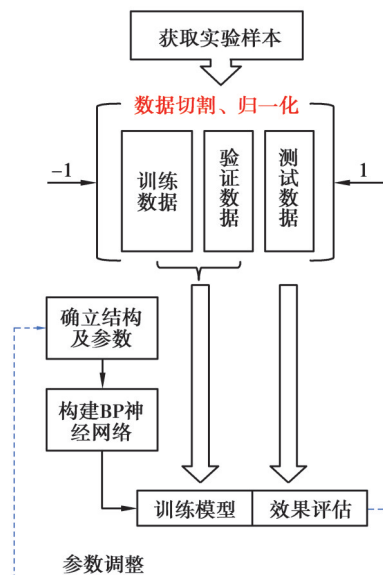 获取实验样本
数据切割、归一化
-1
训练
数据
验证数据
测试数据
1
确立结构
及参数
构建BP神
经网络
训练模型
效果评估
参数调整